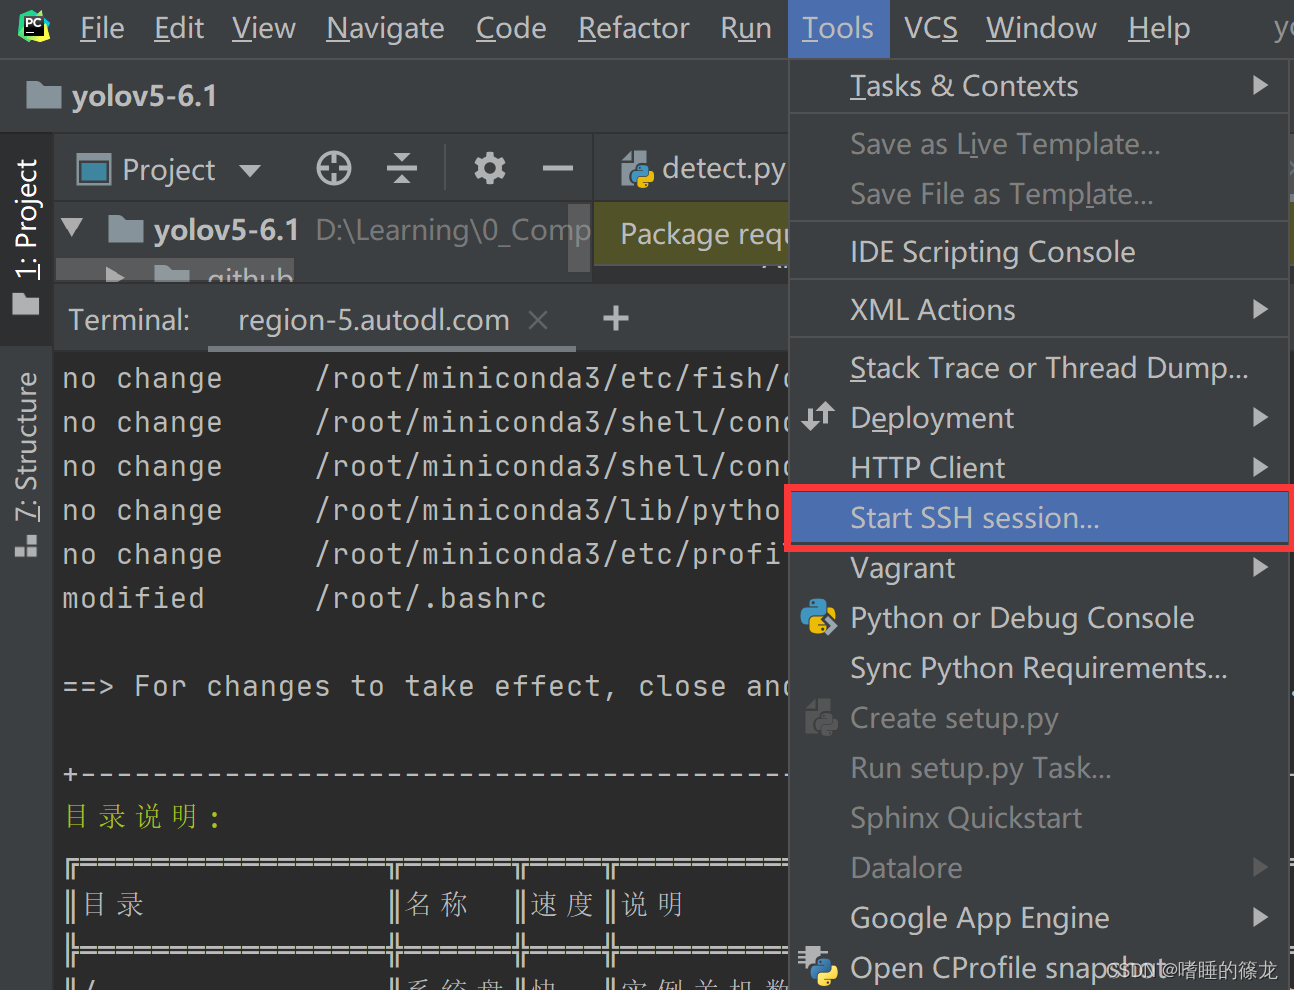 PC File Edit View Navigate Code Refactor Run Tools VCS Window Help
yolov5-6.1
Project detect.py
yolov5-6.1 D:\Learning\0_Comp
Package requ
github
1: Project
7: Structure
Terminal: region-5.autodl.com
no change /root/miniconda3/etc/fish/
no change /root/miniconda3/shell/con
no change /root/miniconda3/shell/con
no change /root/miniconda3/lib/pytho
no change /root/miniconda3/etc/profi
modified /root/.bashrc
==> For changes to take effect, close and
+----------------------------------------
目录说明:
目录 名称 速度 说明
/ 系统盘 快 实例关机数
Tasks & Contexts
Save as Live Template...
Save File as Template...
IDE Scripting Console
XML Actions
Stack Trace or Thread Dump...
Deployment
HTTP Client
Start SSH session...
Vagrant
Python or Debug Console
Sync Python Requirements...
Create setup.py
Run setup.py Task...
Sphinx Quickstart
Datalore
Google App Engine
Open CProfile snapshot
CSDN @嗜睡的篠龙